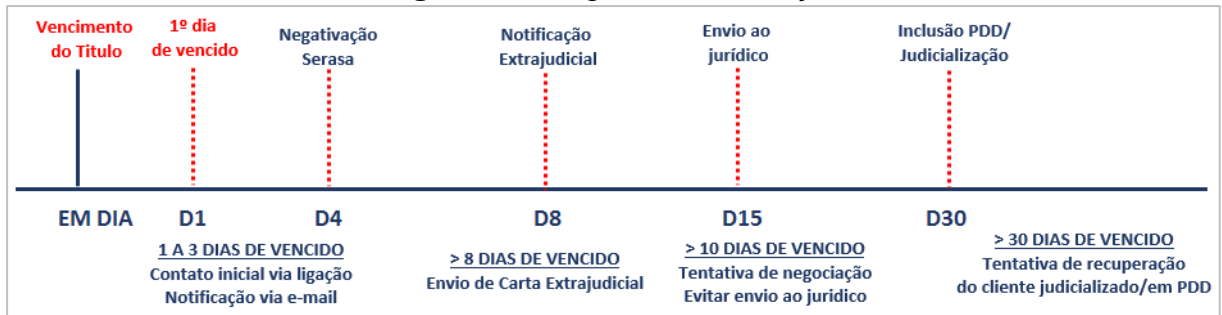 Vencimento
do Titulo
1º dia
de vencido
Negativação
Serasa
Notificação
Extrajudicial
Envio ao
jurídico
Inclusão PDD/
Judicialização
EM DIA
D1
D4
D8
D15
D30
1 A 3 DIAS DE VENCIDO
Contato inicial via ligação
Notificação via e-mail
> 8 DIAS DE VENCIDO
Envio de Carta Extrajudicial
> 10 DIAS DE VENCIDO
Tentativa de negociação
Evitar envio ao juridico
> 30 DIAS DE VENCIDO
Tentativa de recuperação
do cliente judicializado/em PDD